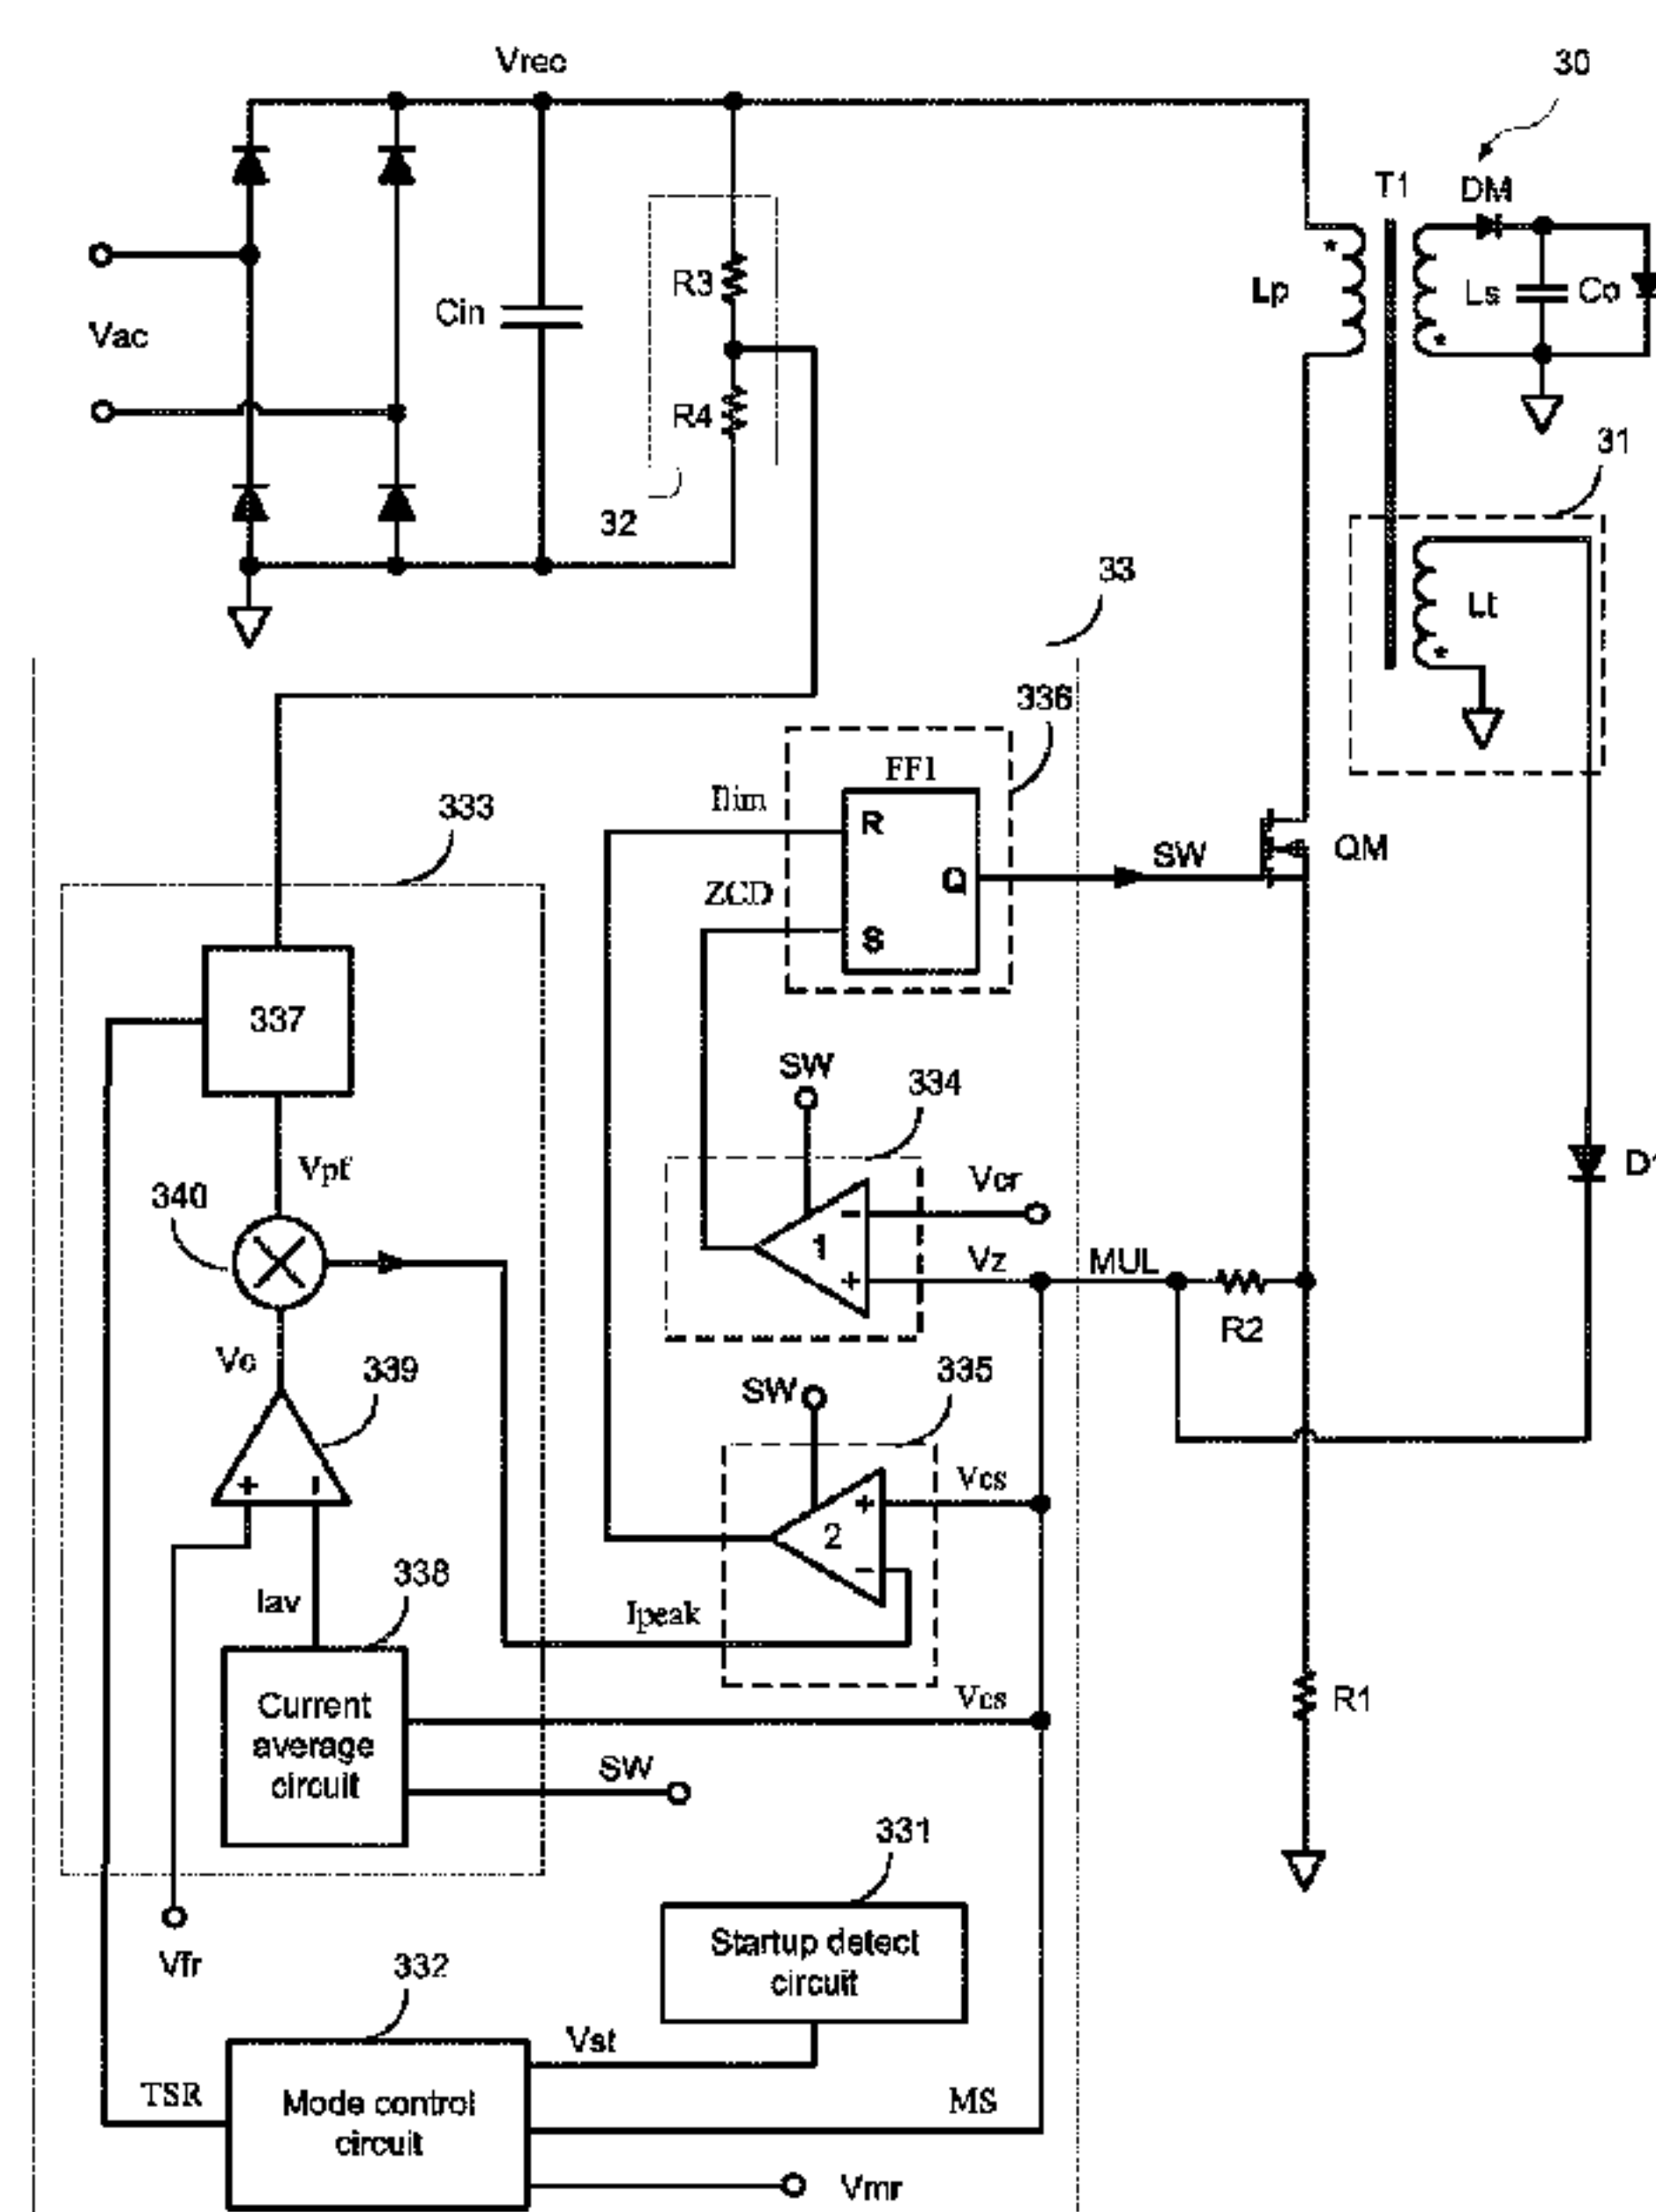 Vrec
30
T1
DM
R3
Lp
Ls
Co
Cin
Vac
R4
31
32
33
Lt
336
FF1
Ilim
R
333
SW
QM
ZCD
Q
S
337
SW
334
Vcr
D1
Vpf
340
1
Vz
MUL
R2
Vc
339
SW
335
Vcs
2
338
Iav
Ipeak
Vcs
R1
Current
average
circuit
SW
331
Startup detect
circuit
Vfr
332
Vst
TSR
Mode control
circuit
MS
Vmr